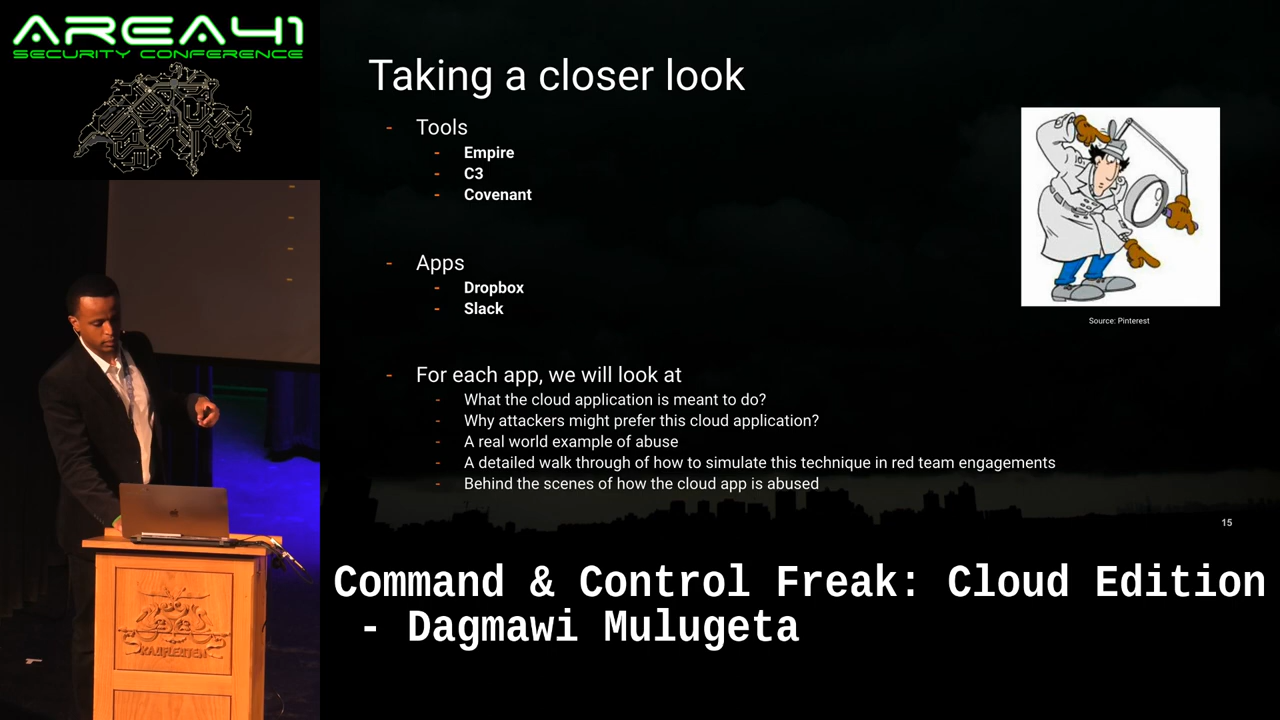 AREA41
SECURITY CONFERENCE
Taking a closer look
- Tools
- Empire
- C3
- Covenant
- Apps
- Dropbox
- Slack
- For each app, we will look at
- What the cloud application is meant to do?
- Why attackers might prefer this cloud application?
- A real world example of abuse
- A detailed walk through of how to simulate this technique in red team engagements
- Behind the scenes of how the cloud app is abused
Source: Pinterest
15
Command & Control Freak: Cloud Edition
- Dagmawi Mulugeta
KAUFLEUTEN